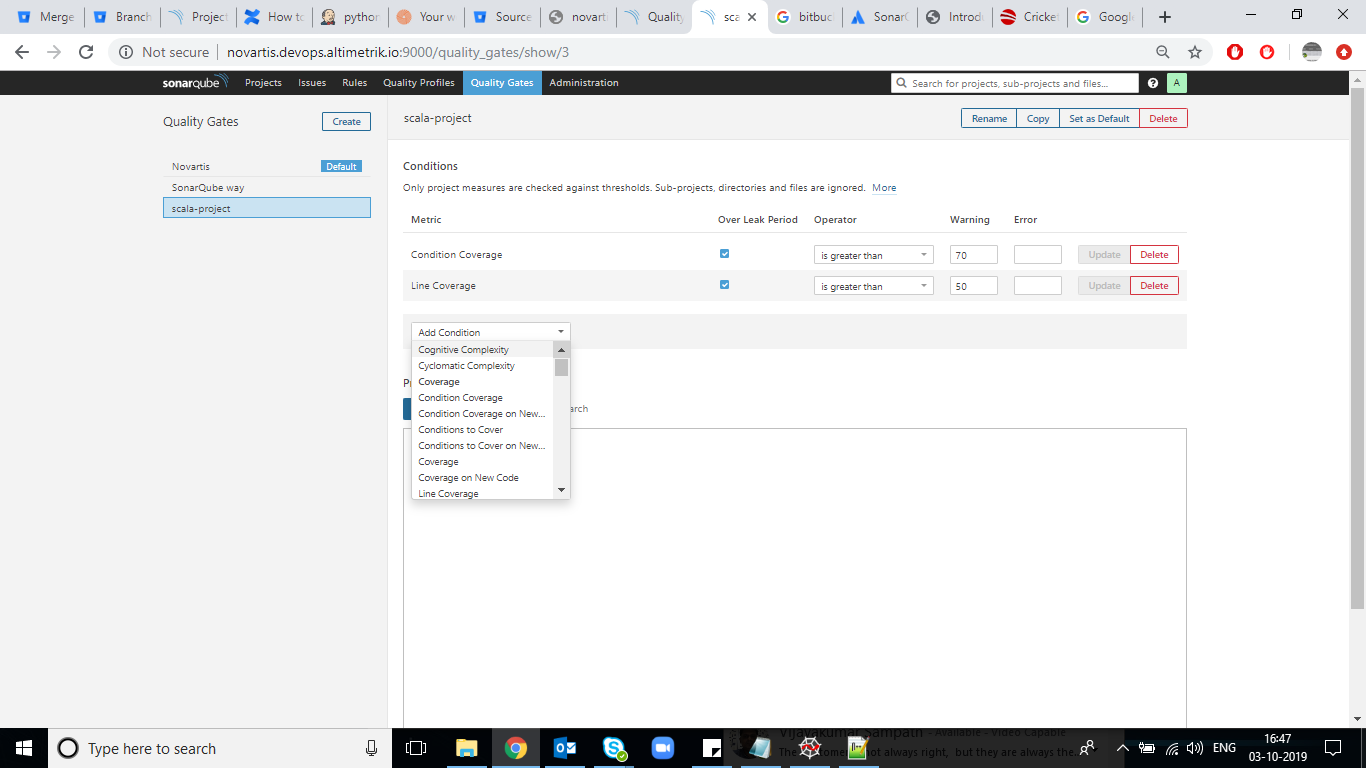 Merge
Branch
Project
How to
python
Your w
Source
novart
Quality
sca
bitbuc
SonarQ
Introdu
Cricket
Google
Not secure
novartis.devops.altimetrik.io:9000/quality_gates/show/3
sonarqube
Projects
Issues
Rules
Quality Profiles
Quality Gates
Administration
Search for projects, sub-projects and files...
?
A
Quality Gates
Create
scala-project
Rename
Copy
Set as Default
Delete
Novartis
Default
SonarQube way
scala-project
Conditions
Only project measures are checked against thresholds. Sub-projects, directories and files are ignored. More
Metric
Over Leak Period
Operator
Warning
Error
Condition Coverage
is greater than
70
Update
Delete
Line Coverage
is greater than
50
Update
Delete
Add Condition
Cognitive Complexity
Cyclomatic Complexity
Coverage
Condition Coverage
Condition Coverage on New...
Conditions to Cover
Conditions to Cover on New...
Coverage
Coverage on New Code
Line Coverage
arch
Type here to search
Vijayakumar Sampath - Available - Video Capable
not always right, but they are always the...
ENG
16:47
03-10-2019